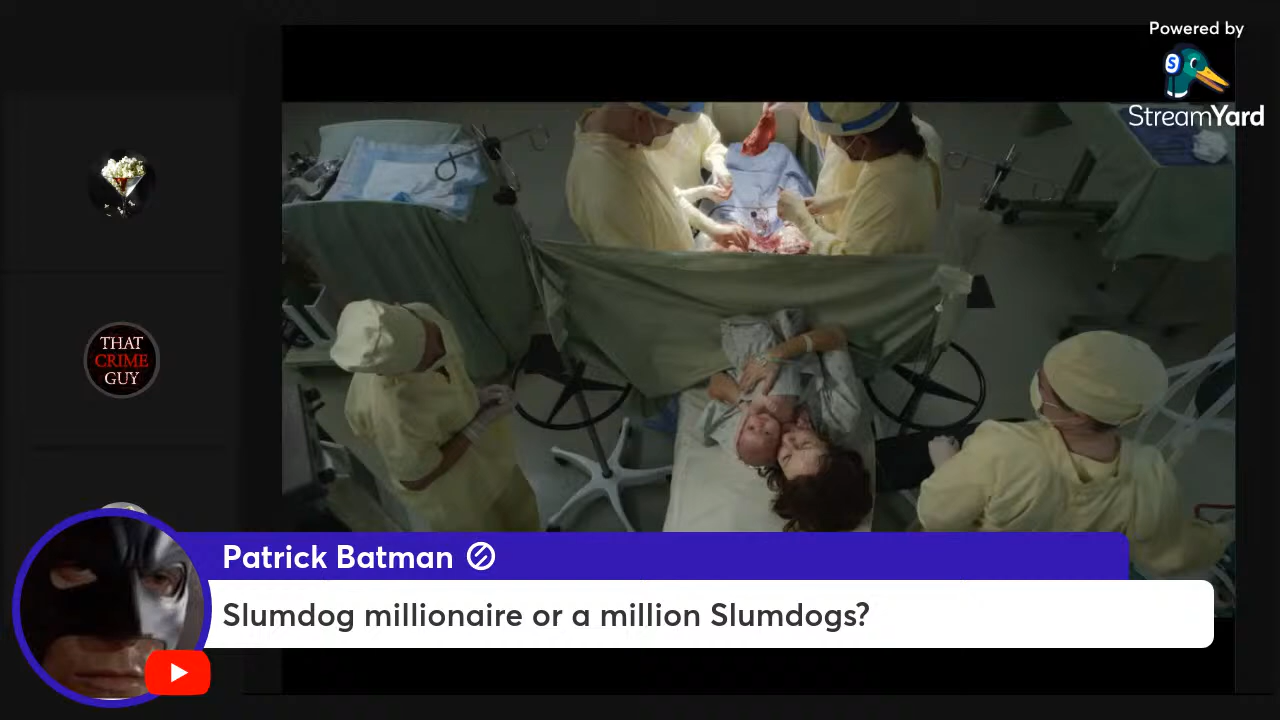 Powered by
StreamYard
S
THAT
CRIME
GUY
Patrick Batman
Slumdog millionaire or a million Slumdogs?